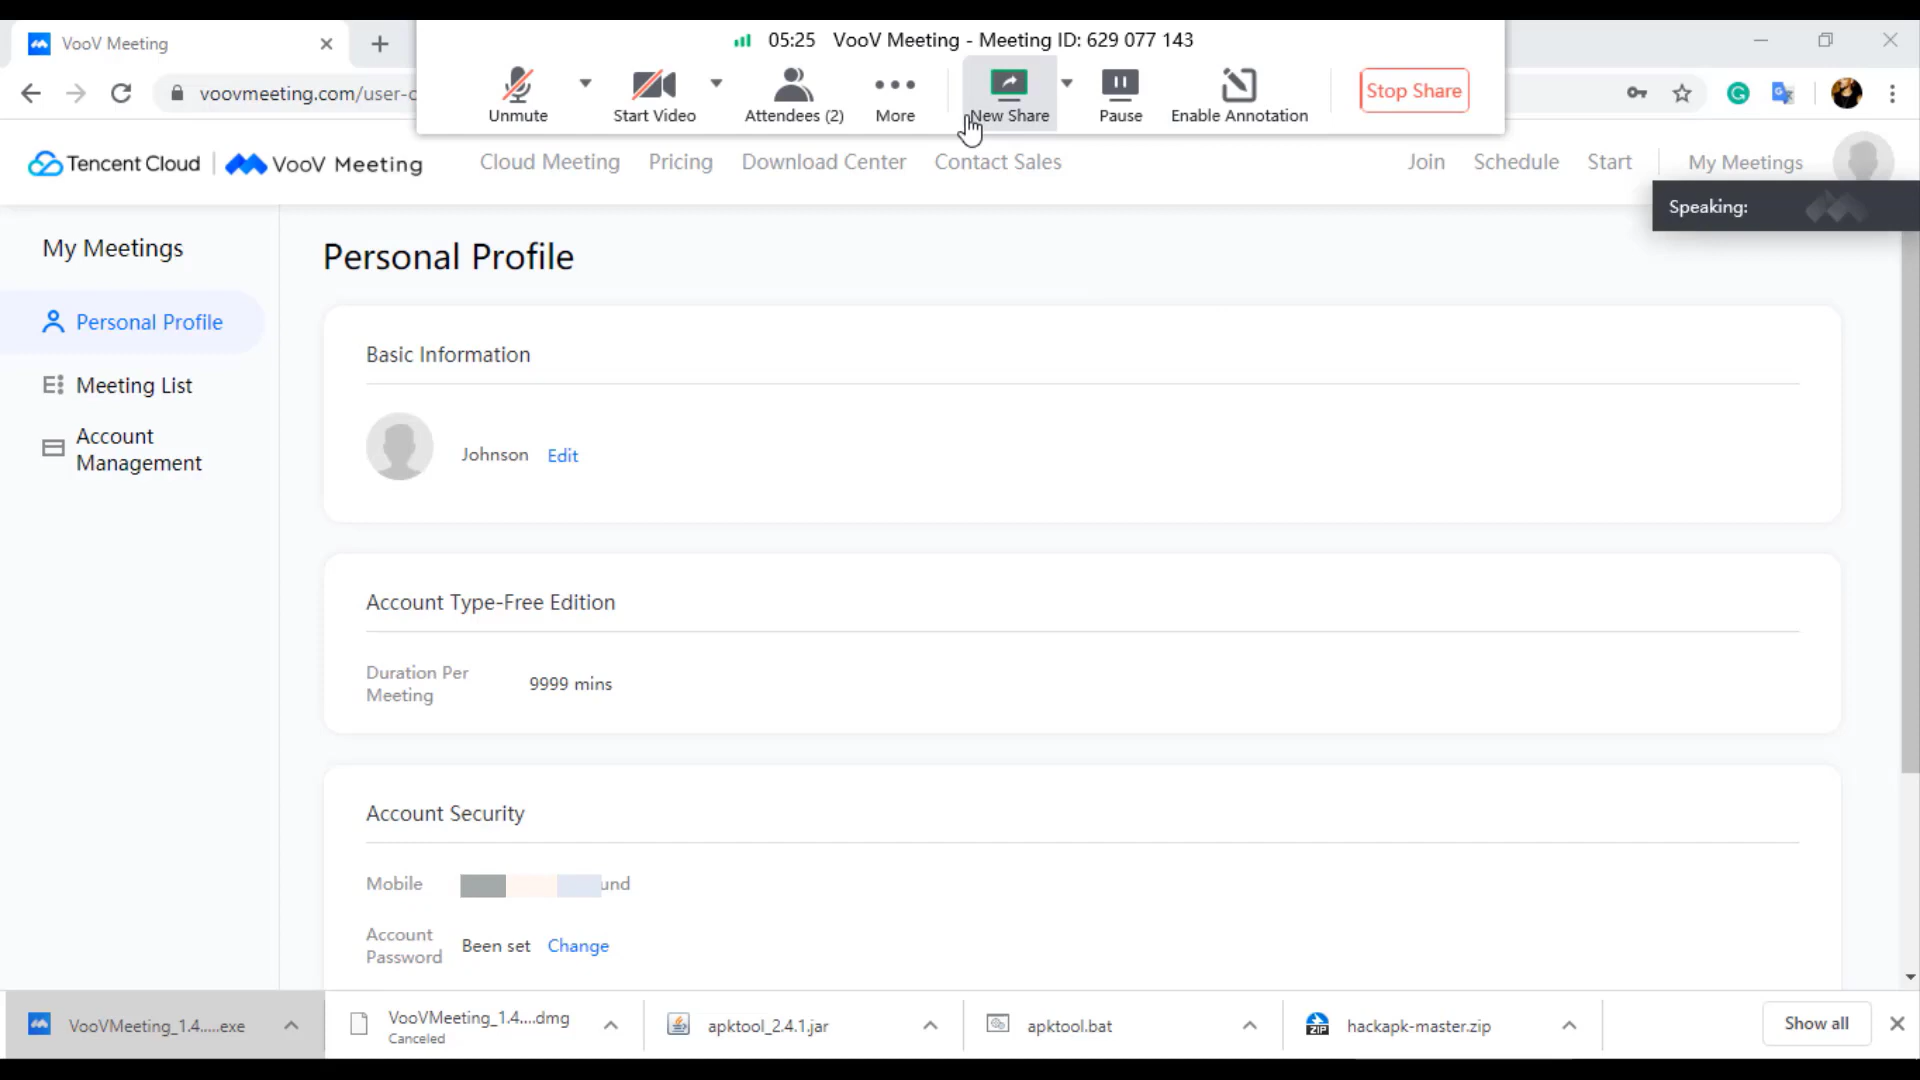 VooV Meeting
05:25 VooV Meeting - Meeting ID: 629 077 143
voovmeeting.com/user-c
Unmute
Start Video
Attendees (2)
More
New Share
Pause
Enable Annotation
Stop Share
Tencent Cloud
VooV Meeting
Cloud Meeting
Pricing
Download Center
Contact Sales
Join
Schedule
Start
My Meetings
Speaking:
My Meetings
Personal Profile
Meeting List
Account
Management
Personal Profile
Basic Information
Johnson Edit
Account Type-Free Edition
Duration Per
Meeting
9999 mins
Account Security
Mobile
und
Account
Password
Been set Change
VooVMeeting_1.4.....exe
VooVMeeting_1.4....dmg
Canceled
apktool_2.4.1.jar
apktool.bat
ZIP
hackapk-master.zip
Show all